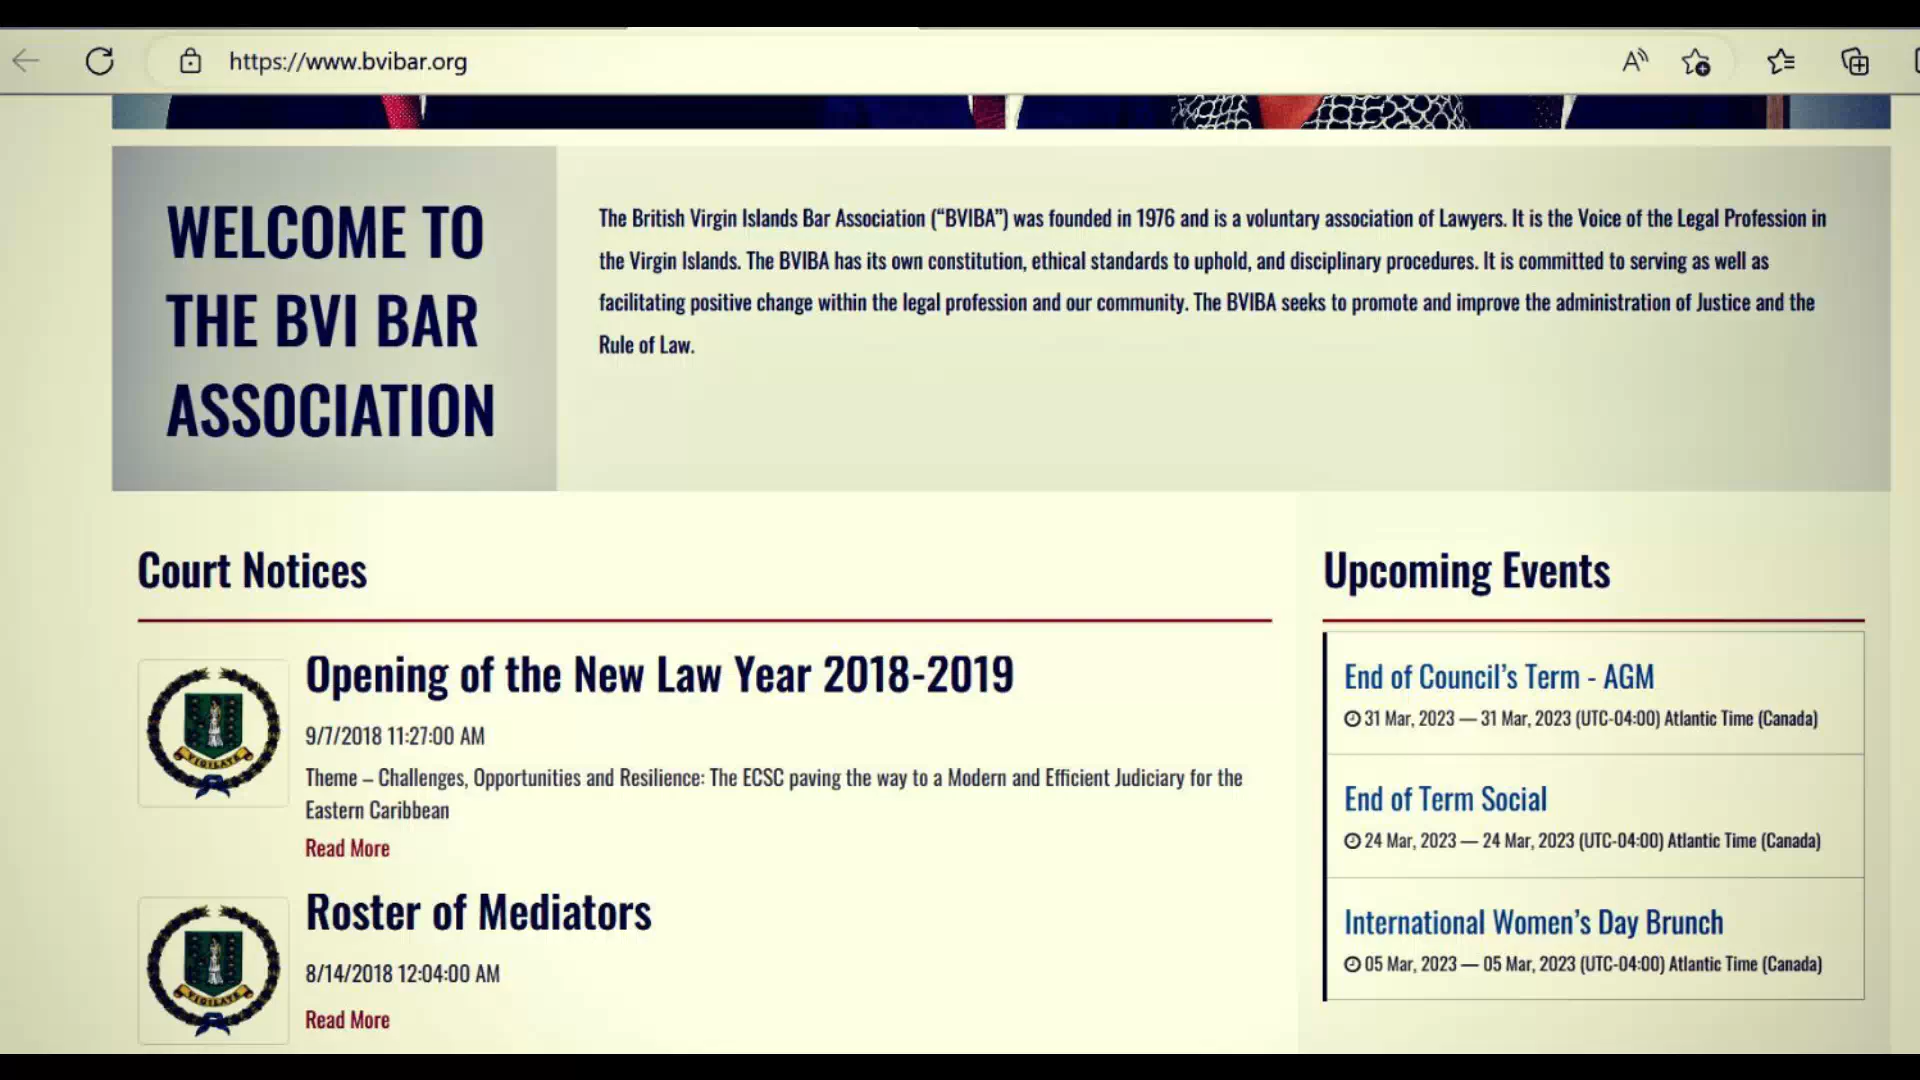 https://www.bvibar.org
WELCOME TO
THE BVI BAR
ASSOCIATION
The British Virgin Islands Bar Association (“BVIBA”) was founded in 1976 and is a voluntary association of Lawyers. It is the Voice of the Legal Profession in
the Virgin Islands. The BVIBA has its own constitution, ethical standards to uphold, and disciplinary procedures. It is committed to serving as well as
facilitating positive change within the legal profession and our community. The BVIBA seeks to promote and improve the administration of Justice and the
Rule of Law.
Court Notices
Opening of the New Law Year 2018-2019
9/7/2018 11:27:00 AM
Theme – Challenges, Opportunities and Resilience: The ECSC paving the way to a Modern and Efficient Judiciary for the
Eastern Caribbean
Read More
VIGILATE
Roster of Mediators
8/14/2018 12:04:00 AM
Read More
VIGILATE
Upcoming Events
End of Council’s Term - AGM
31 Mar, 2023 — 31 Mar, 2023 (UTC-04:00) Atlantic Time (Canada)
End of Term Social
24 Mar, 2023 — 24 Mar, 2023 (UTC-04:00) Atlantic Time (Canada)
International Women’s Day Brunch
05 Mar, 2023 — 05 Mar, 2023 (UTC-04:00) Atlantic Time (Canada)